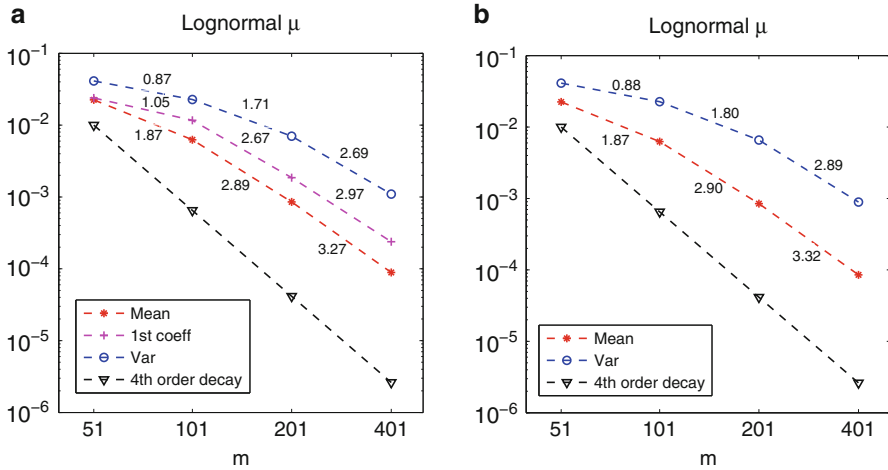 a
Lognormal μ
10⁻¹
10⁻²
10⁻³
10⁻⁴
10⁻⁵
10⁻⁶
0.87
1.05
1.87
1.71
2.67
2.89
2.69
2.97
3.27
Mean
1st coeff
Var
4th order decay
51
101
201
401
m
b
Lognormal μ
10⁻¹
10⁻²
10⁻³
10⁻⁴
10⁻⁵
10⁻⁶
0.88
1.87
1.80
2.90
2.89
3.32
Mean
Var
4th order decay
51
101
201
401
m